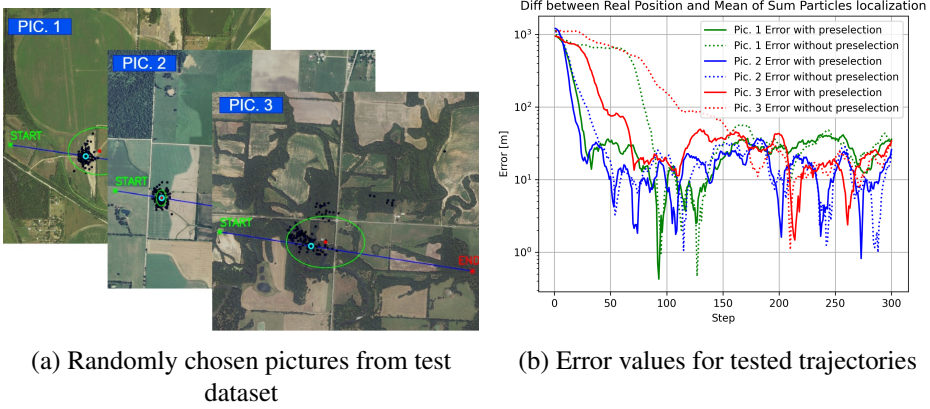 PIC. 1
START
PIC. 2
START
PIC. 3
START
END
(a) Randomly chosen pictures from test
dataset
Diff between Real Position and Mean of Sum Particles localization
Pic. 1 Error with preselection
Pic. 1 Error without preselection
Pic. 2 Error with preselection
Pic. 2 Error without preselection
Pic. 3 Error with preselection
Pic. 3 Error without preselection
Error [m]
10³
10²
10¹
10⁰
0 50 100 150 200 250 300
Step
(b) Error values for tested trajectories